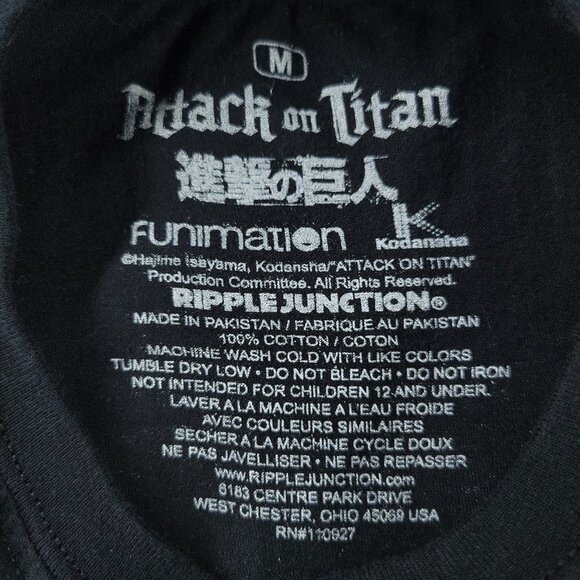 M
Attack on Titan
進撃の巨人
FUNIMATION
K
Kodansha
©Hajime Isayama, Kodansha/"ATTACK ON TITAN"
Production Committee. All Rights Reserved.
RIPPLE JUNCTION®
MADE IN PAKISTAN / FABRIQUE AU PAKISTAN
100% COTTON / COTON
MACHINE WASH COLD WITH LIKE COLORS
TUMBLE DRY LOW • DO NOT BLEACH • DO NOT IRON
NOT INTENDED FOR CHILDREN 12 AND UNDER.
LAVER A LA MACHINE A L'EAU FROIDE
AVEC COULEURS SIMILAIRES
SECHER A LA MACHINE CYCLE DOUX
NE PAS JAVELLISER • NE PAS REPASSER
www.RIPPLEJUNCTION.com
6183 CENTRE PARK DRIVE
WEST CHESTER, OHIO 45069 USA
RN#110927